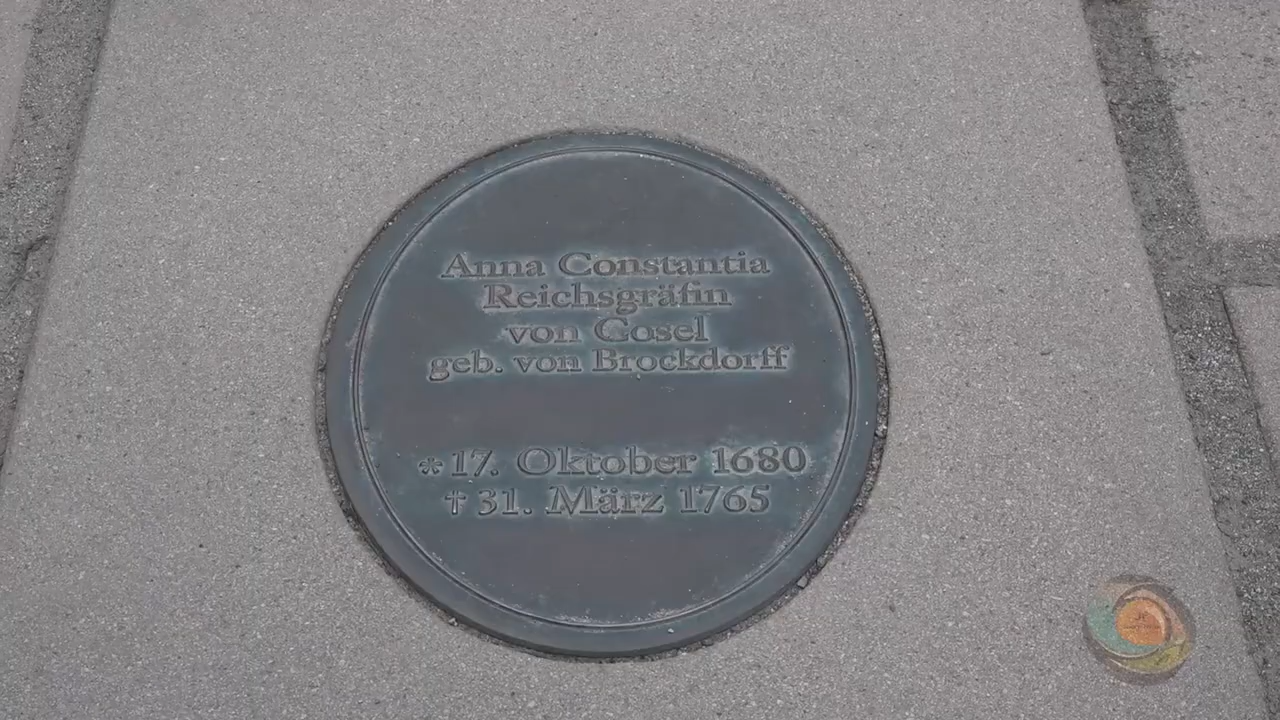 Anna Constantia
Reichsgräfin
von Cosel
geb. von Brockdorff
* 17. Oktober 1680
† 31. März 1765